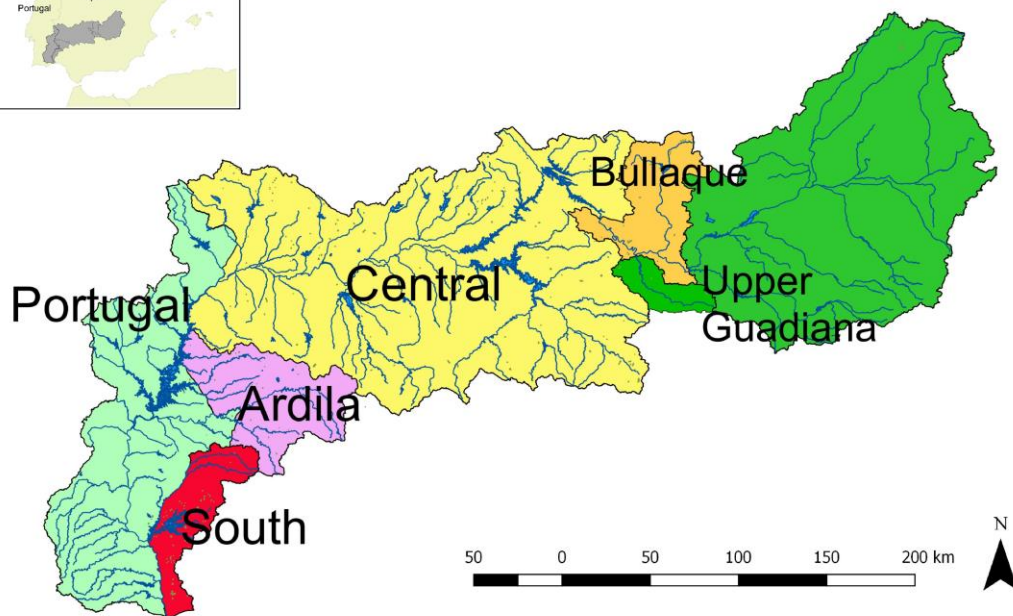 Portugal
Bullaque
Central
Upper
Guadiana
Portugal
Ardila
South
50 0 50 100 150 200 km
N